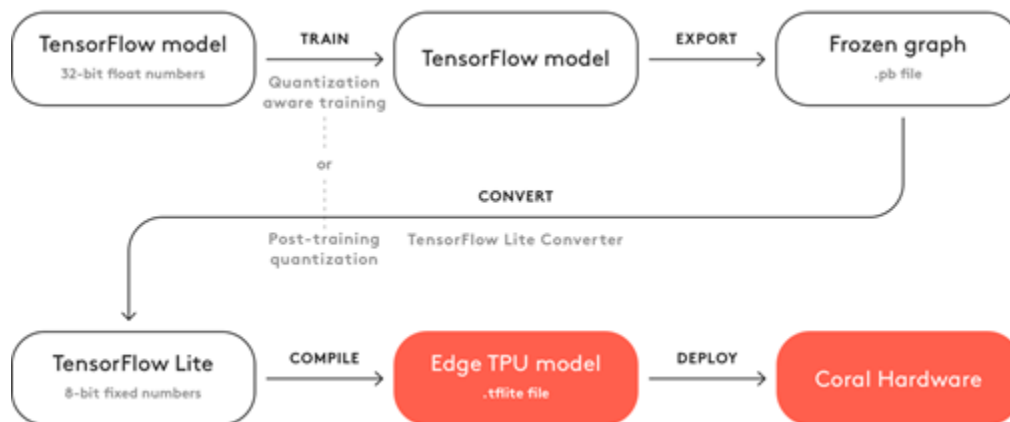 TensorFlow model
32-bit float numbers
TRAIN
Quantization
aware training
TensorFlow model
EXPORT
Frozen graph
.pb file
or
CONVERT
Post-training
quantization
TensorFlow Lite Converter
TensorFlow Lite
8-bit fixed numbers
COMPILE
Edge TPU model
.tflite file
DEPLOY
Coral Hardware